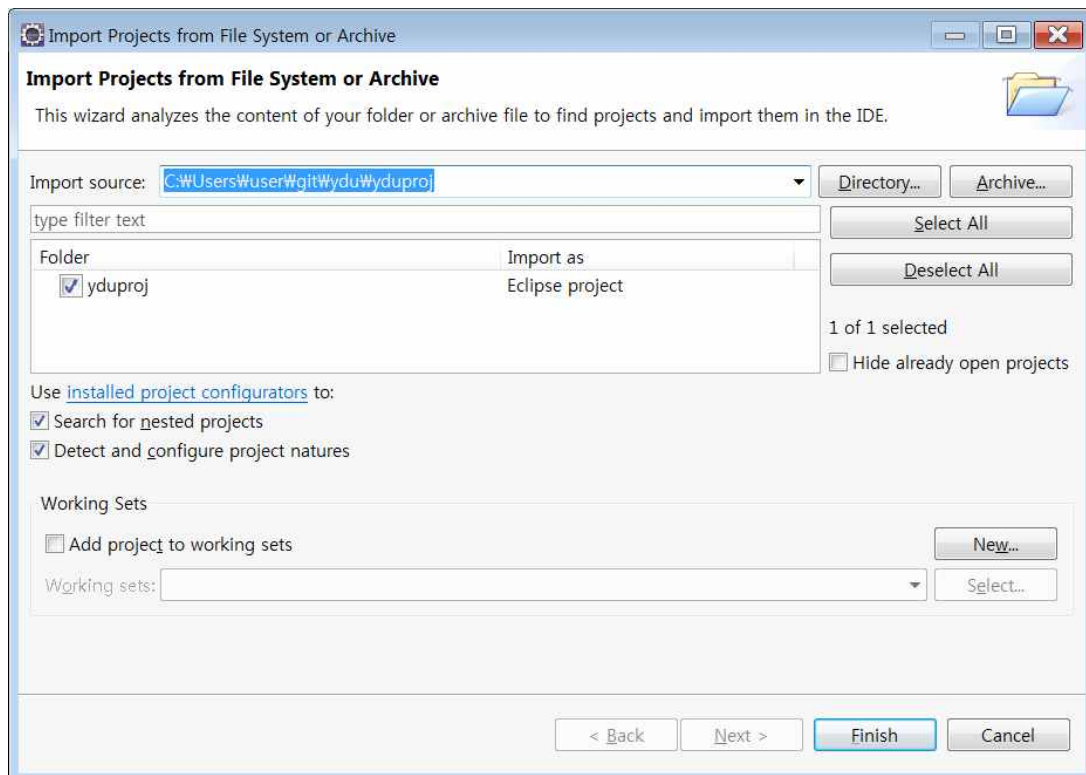 Import Projects from File System or Archive
Import Projects from File System or Archive
This wizard analyzes the content of your folder or archive file to find projects and import them in the IDE.
Import source: C:₩Users₩user₩git₩ydu₩yduproj Directory... Archive...
type filter text Select All
Folder Import as
Deselect All
yduproj Eclipse project
1 of 1 selected
Hide already open projects
Use installed project configurators to:
Search for nested projects
Detect and configure project natures
Working Sets
Add project to working sets New...
Working sets: Select...
< Back Next > Finish Cancel